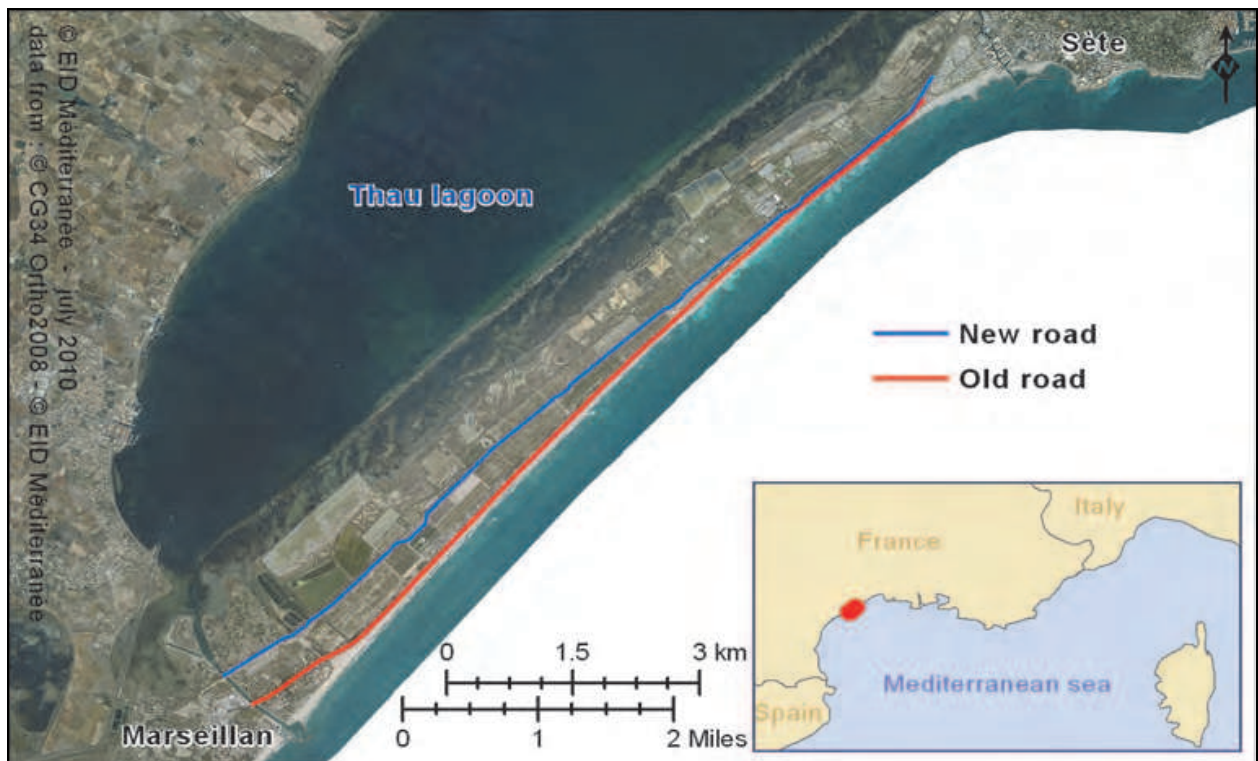 © EID Méditerranée - july 2010
data from : © CG34 Ortho2008 - © EID Méditerranée
Sète
N
Thau lagoon
New road
Old road
Marseillan
0 1.5 3 km
0 1 2 Miles
France
Italy
Mediterranean sea
Spain